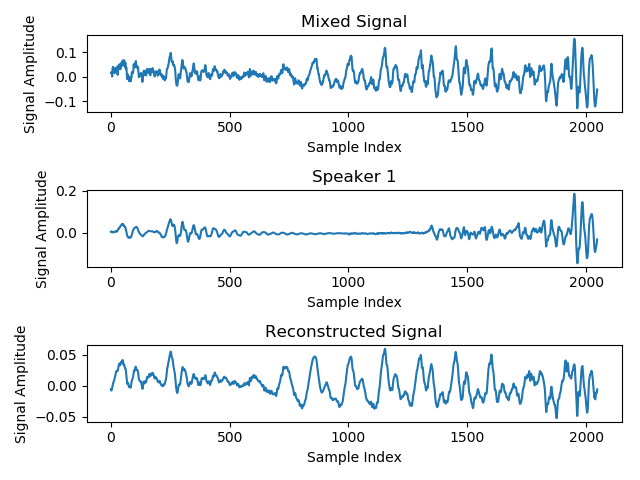 Mixed Signal
Signal Amplitude
0.1
0.0
−0.1
0 500 1000 1500 2000
Sample Index
Speaker 1
Signal Amplitude
0.2
0.0
0 500 1000 1500 2000
Sample Index
Reconstructed Signal
Signal Amplitude
0.05
0.00
−0.05
0 500 1000 1500 2000
Sample Index